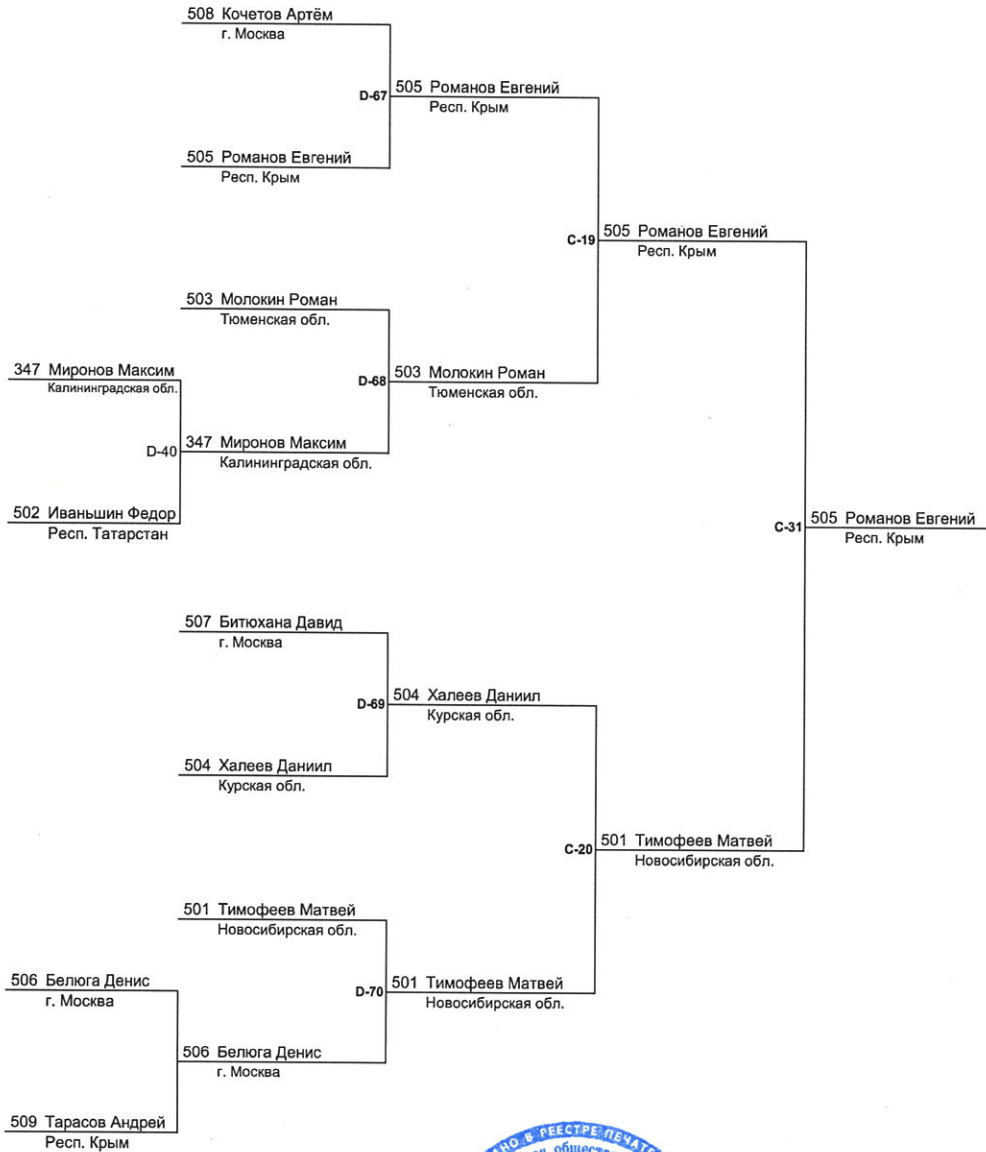 508 Кочетов Артём
г. Москва
D-67
505 Романов Евгений
Респ. Крым
505 Романов Евгений
Респ. Крым
C-19
505 Романов Евгений
Респ. Крым
503 Молокин Роман
Тюменская обл.
347 Миронов Максим
Калининградская обл.
D-68
503 Молокин Роман
Тюменская обл.
D-40
347 Миронов Максим
Калининградская обл.
502 Иваньшин Федор
Респ. Татарстан
C-31
505 Романов Евгений
Респ. Крым
507 Битюхана Давид
г. Москва
D-69
504 Халеев Даниил
Курская обл.
504 Халеев Даниил
Курская обл.
C-20
501 Тимофеев Матвей
Новосибирская обл.
501 Тимофеев Матвей
Новосибирская обл.
506 Белюга Денис
г. Москва
D-70
501 Тимофеев Матвей
Новосибирская обл.
506 Белюга Денис
г. Москва
509 Тарасов Андрей
Респ. Крым
В РЕЕСТРЕ